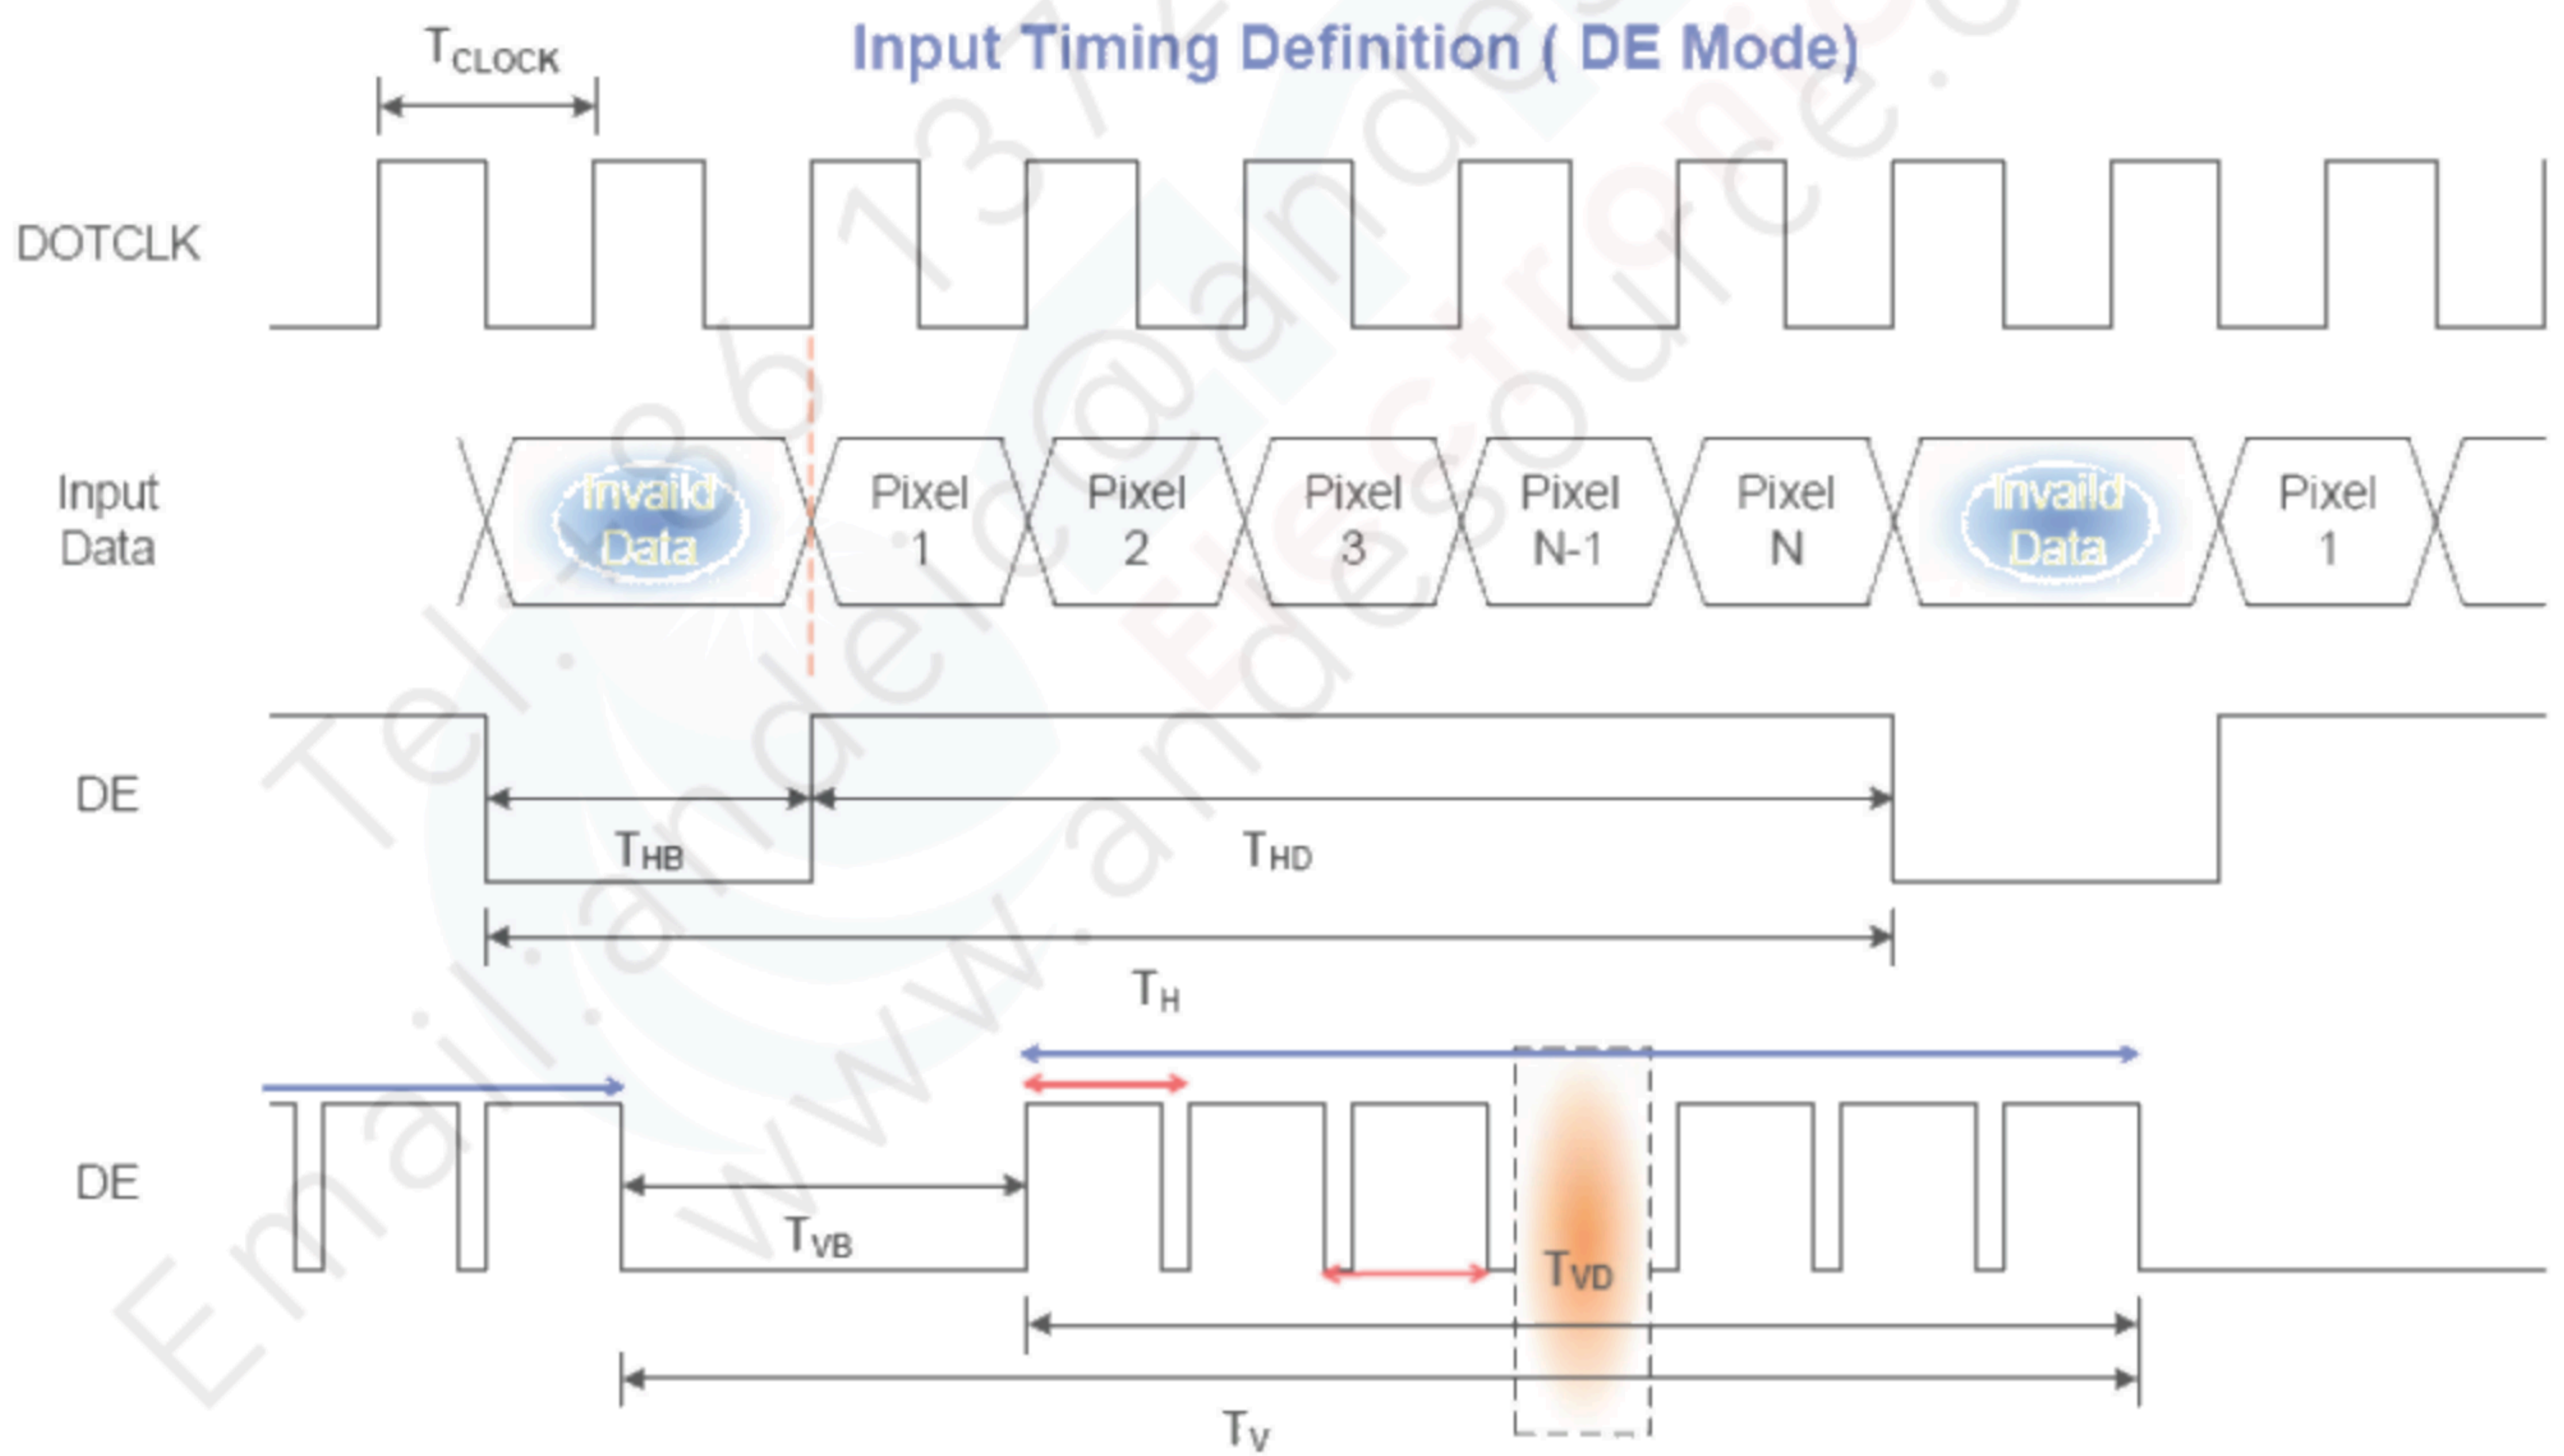 Input Timing Definition ( DE Mode)
TCLOCK
DOTCLK
Input
Data
Invaild
Data
Pixel
1
Pixel
2
Pixel
3
Pixel
N-1
Pixel
N
Invaild
Data
Pixel
1
DE
THB
THD
TH
DE
TVB
TVD
TV